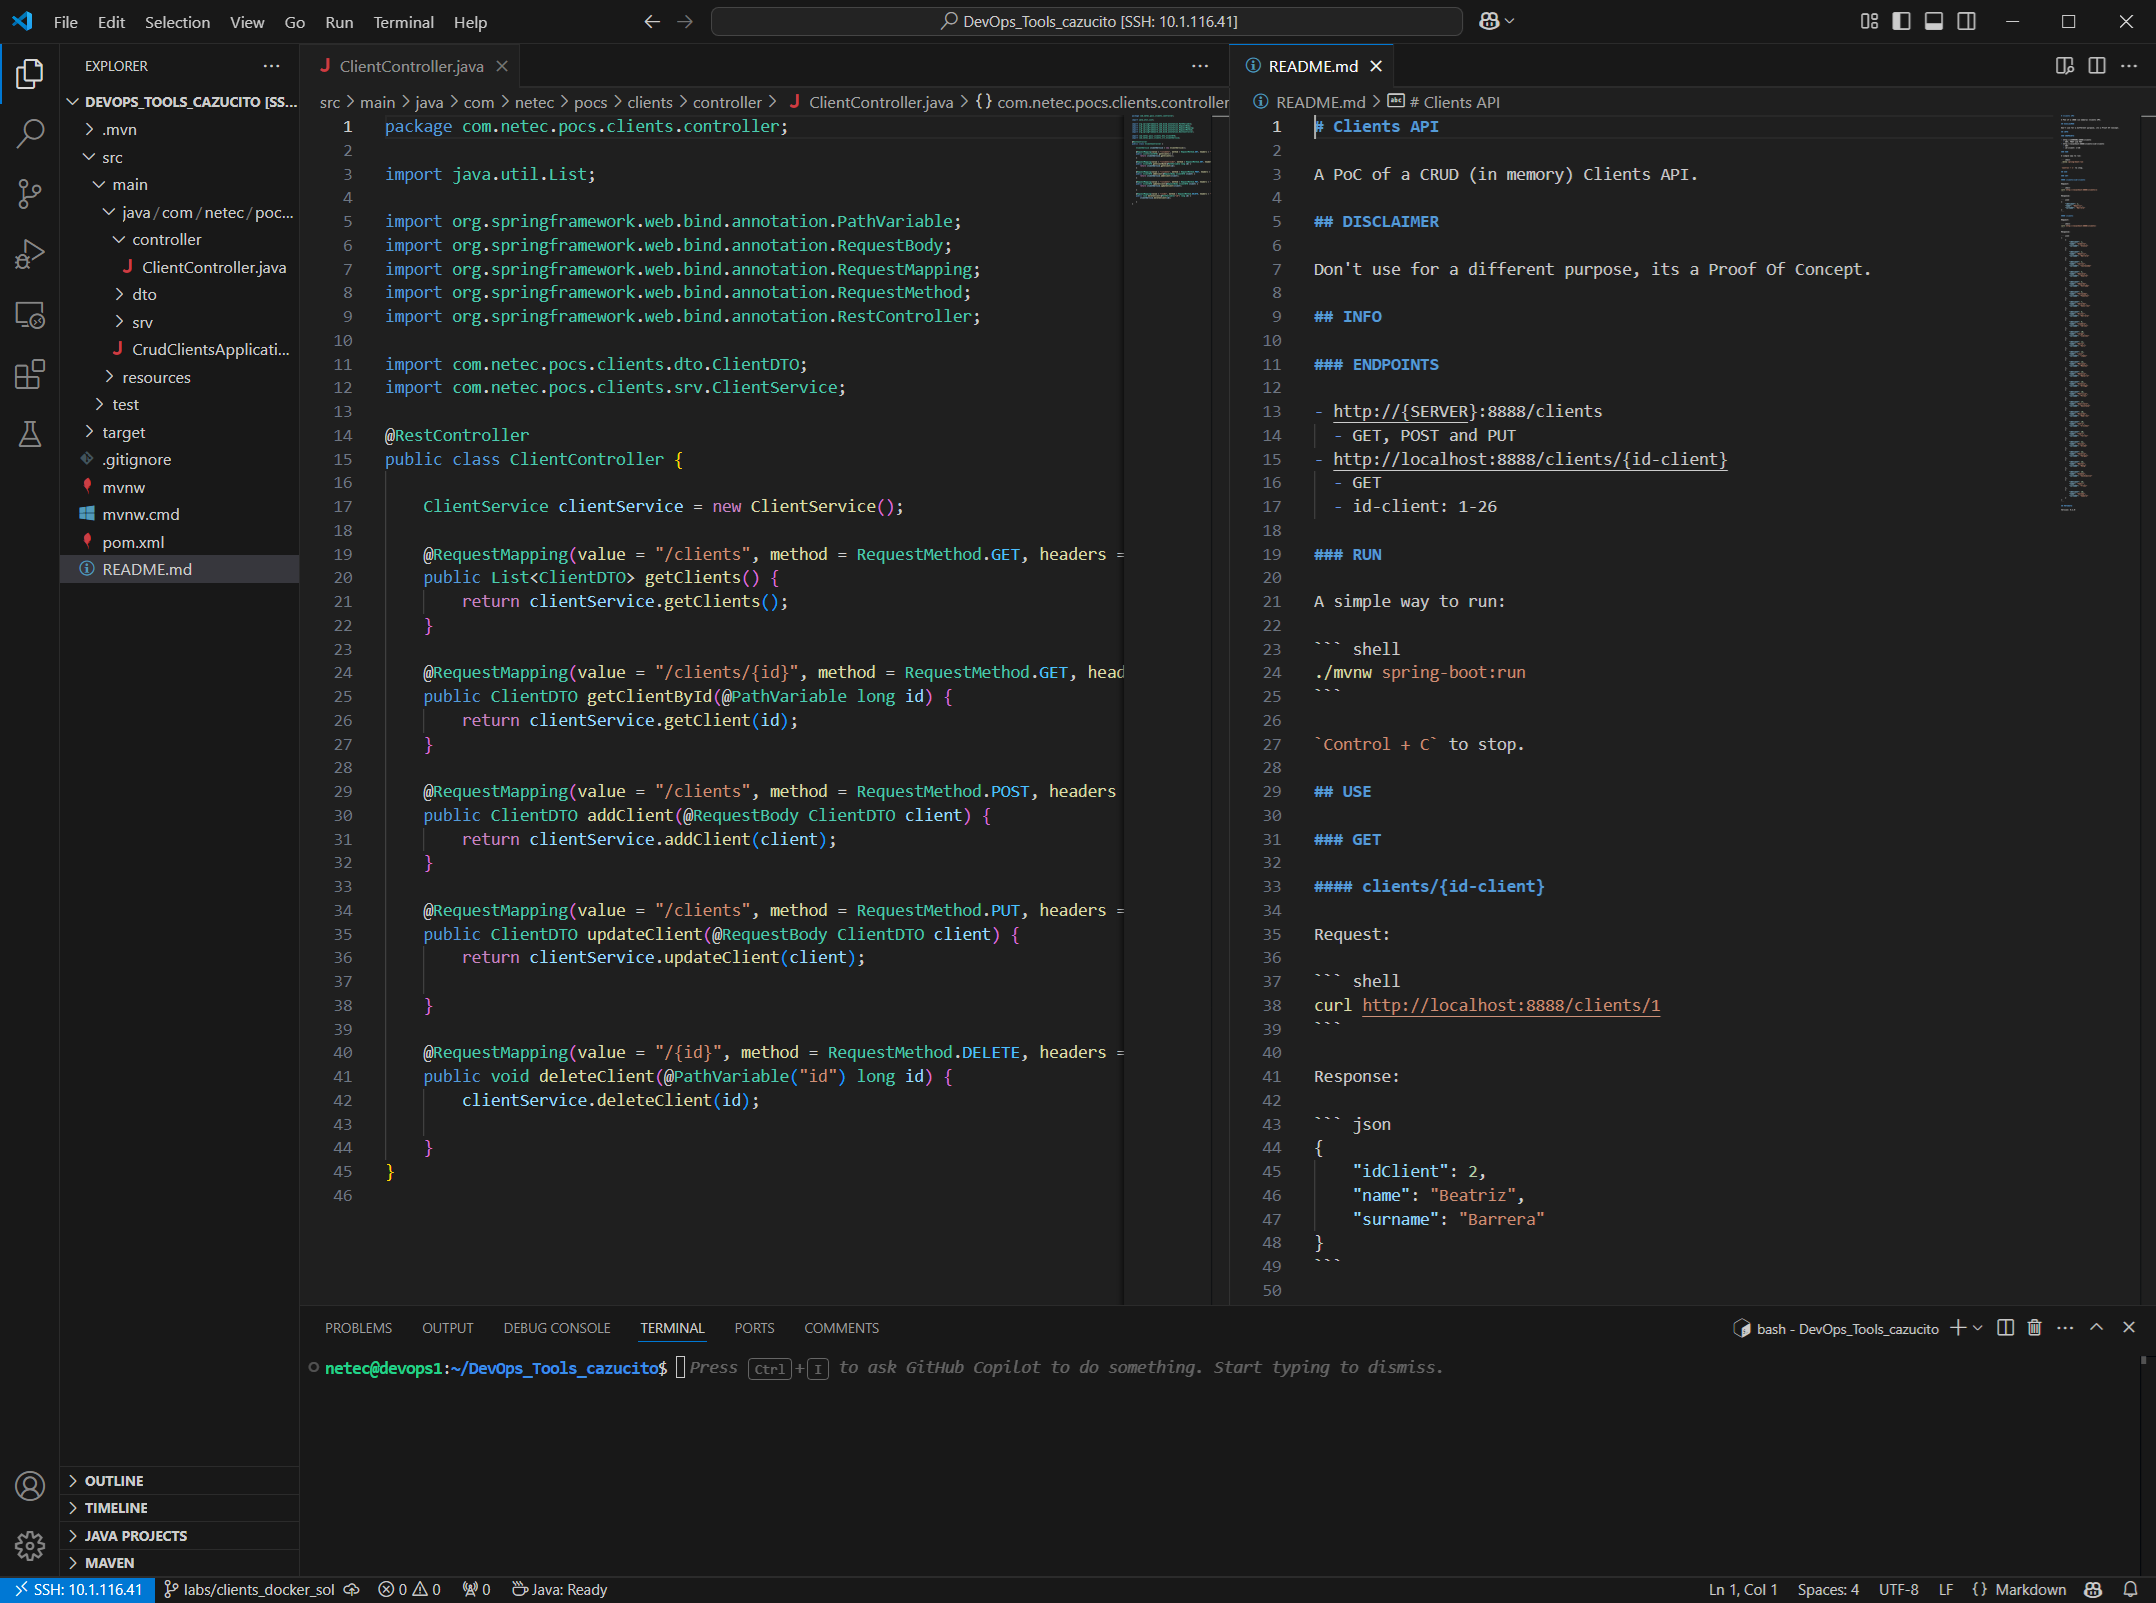 File Edit Selection View Go Run Terminal Help
DevOps_Tools_cazucito [SSH: 10.1.116.41]
EXPLORER
DEVOPS_TOOLS_CAZUCITO [SS...
.mvn
src
main
java/com/netec/poc...
controller
ClientController.java
dto
srv
CrudClientsApplicati...
resources
test
target
.gitignore
mvnw
mvnw.cmd
pom.xml
README.md
OUTLINE
TIMELINE
JAVA PROJECTS
MAVEN
ClientController.java
src > main > java > com > netec > pocs > clients > controller > ClientController.java > {} com.netec.pocs.clients.controller
1 package com.netec.pocs.clients.controller;
2
3 import java.util.List;
4
5 import org.springframework.web.bind.annotation.PathVariable;
6 import org.springframework.web.bind.annotation.RequestBody;
7 import org.springframework.web.bind.annotation.RequestMapping;
8 import org.springframework.web.bind.annotation.RequestMethod;
9 import org.springframework.web.bind.annotation.RestController;
10
11 import com.netec.pocs.clients.dto.ClientDTO;
12 import com.netec.pocs.clients.srv.ClientService;
13
14 @RestController
15 public class ClientController {
16
17 ClientService clientService = new ClientService();
18
19 @RequestMapping(value = "/clients", method = RequestMethod.GET, headers =
20 public List<ClientDTO> getClients() {
21 return clientService.getClients();
22 }
23
24 @RequestMapping(value = "/clients/{id}", method = RequestMethod.GET, head
25 public ClientDTO getClientById(@PathVariable long id) {
26 return clientService.getClient(id);
27 }
28
29 @RequestMapping(value = "/clients", method = RequestMethod.POST, headers
30 public ClientDTO addClient(@RequestBody ClientDTO client) {
31 return clientService.addClient(client);
32 }
33
34 @RequestMapping(value = "/clients", method = RequestMethod.PUT, headers =
35 public ClientDTO updateClient(@RequestBody ClientDTO client) {
36 return clientService.updateClient(client);
37
38 }
39
40 @RequestMapping(value = "/{id}", method = RequestMethod.DELETE, headers =
41 public void deleteClient(@PathVariable("id") long id) {
42 clientService.deleteClient(id);
43
44 }
45 }
46
README.md
README.md > # Clients API
1 # Clients API
2
3 A PoC of a CRUD (in memory) Clients API.
4
5 ## DISCLAIMER
6
7 Don't use for a different purpose, its a Proof Of Concept.
8
9 ## INFO
10
11 ### ENDPOINTS
12
13 - http://{SERVER}:8888/clients
14 - GET, POST and PUT
15 - http://localhost:8888/clients/{id-client}
16 - GET
17 - id-client: 1-26
18
19 ### RUN
20
21 A simple way to run:
22
23 ``` shell
24 ./mvnw spring-boot:run
25 ```
26
27 `Control + C` to stop.
28
29 ## USE
30
31 ### GET
32
33 #### clients/{id-client}
34
35 Request:
36
37 ``` shell
38 curl http://localhost:8888/clients/1
39 ```
40
41 Response:
42
43 ``` json
44 {
45 "idClient": 2,
46 "name": "Beatriz",
47 "surname": "Barrera"
48 }
49 ```
50
PROBLEMS OUTPUT DEBUG CONSOLE TERMINAL PORTS COMMENTS
bash - DevOps_Tools_cazucito
netec@devops1:~/DevOps_Tools_cazucito$ Press Ctrl+I to ask GitHub Copilot to do something. Start typing to dismiss.
SSH: 10.1.116.41 labs/clients_docker_sol 0 0 0 Java: Ready
Ln 1, Col 1 Spaces: 4 UTF-8 LF {} Markdown